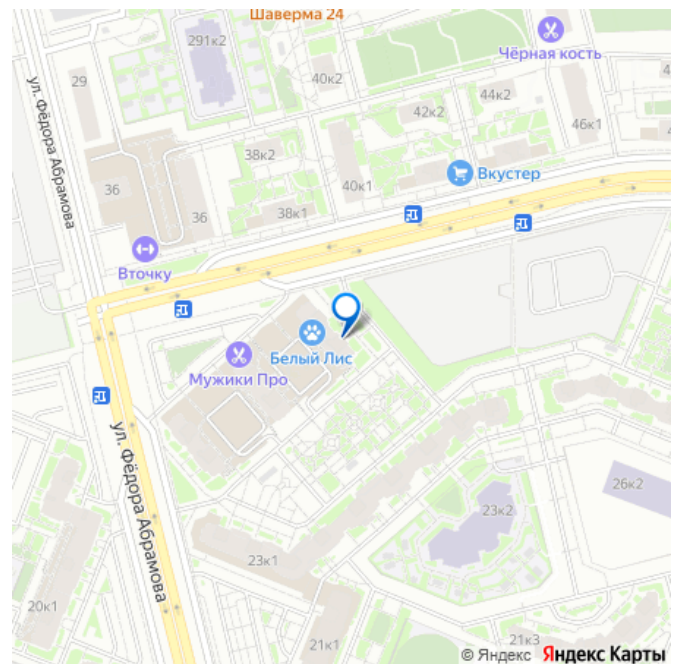 Шаверма 24
291к2
Чёрная кость
ул. Фёдора Абрамова
29
40к2
44к2
42к2
46к1
38к2
Вкустер
36
40к1
36
38к1
Вточку
Белый Лис
Мужики Про
ул. Фёдора Абрамова
26к2
23к2
23к1
20к1
21к1
21к3
© Яндекс Яндекс Карты